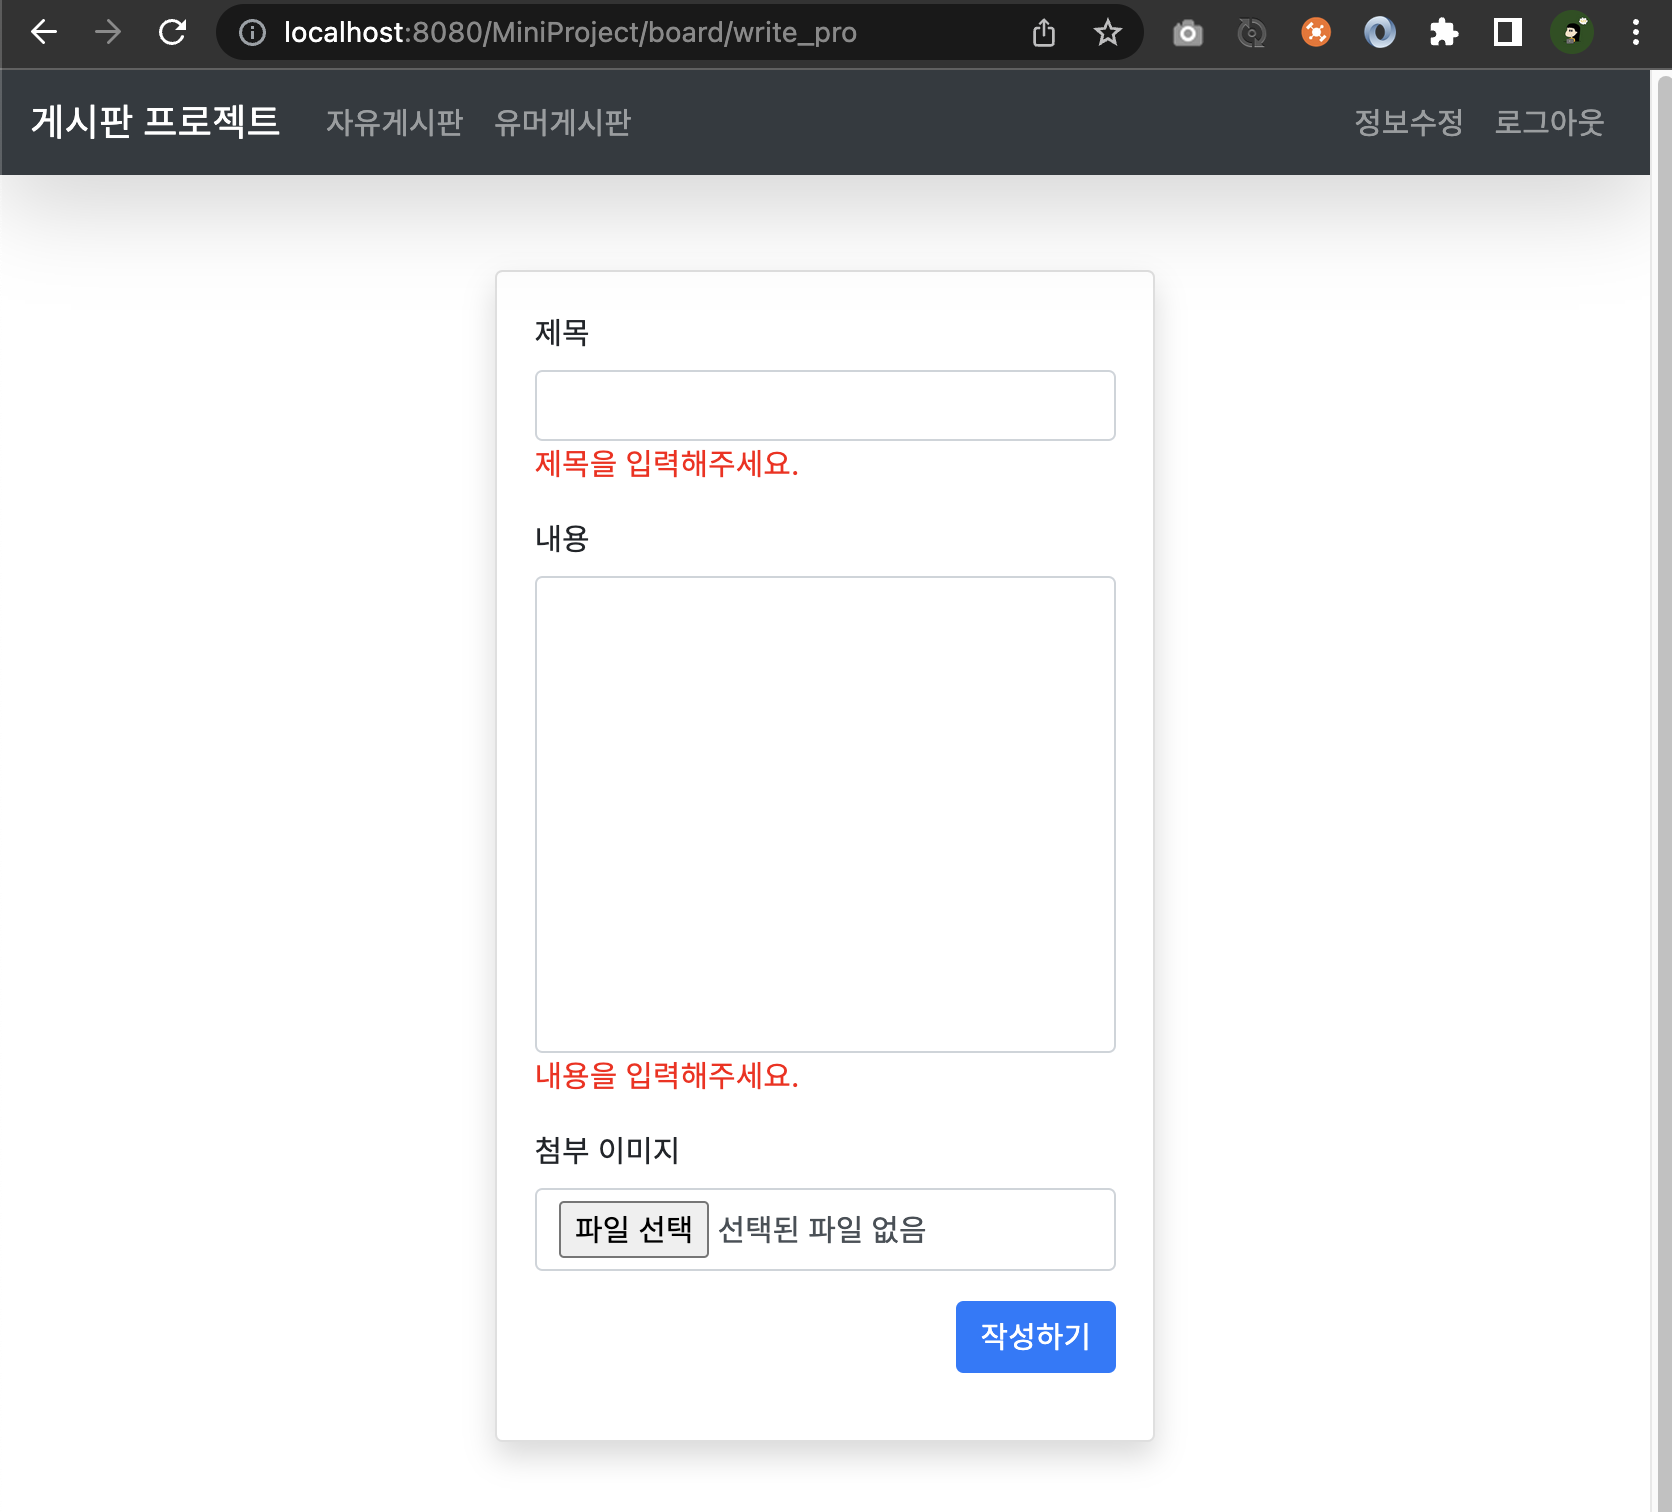 localhost:8080/MiniProject/board/write_pro
게시판 프로젝트 자유게시판 유머게시판 정보수정 로그아웃
제목
제목을 입력해주세요.
내용
내용을 입력해주세요.
첨부 이미지
파일 선택 선택된 파일 없음
작성하기